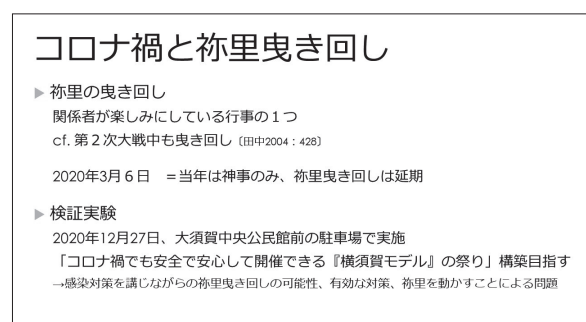 コロナ禍と祢里曳き回し
祢里の曳き回し
関係者が楽しみにしている行事の１つ
cf. 第２次大戦中も曳き回し〔田中2004：428〕
2020年3月６日　＝当年は神事のみ、祢里曳き回しは延期
検証実験
2020年12月27日、大須賀中央公民館前の駐車場で実施
「コロナ禍でも安全で安心して開催できる『横須賀モデル』の祭り」構築目指す
→感染対策を講じながらの祢里曳き回しの可能性、有効な対策、祢里を動かすことによる問題